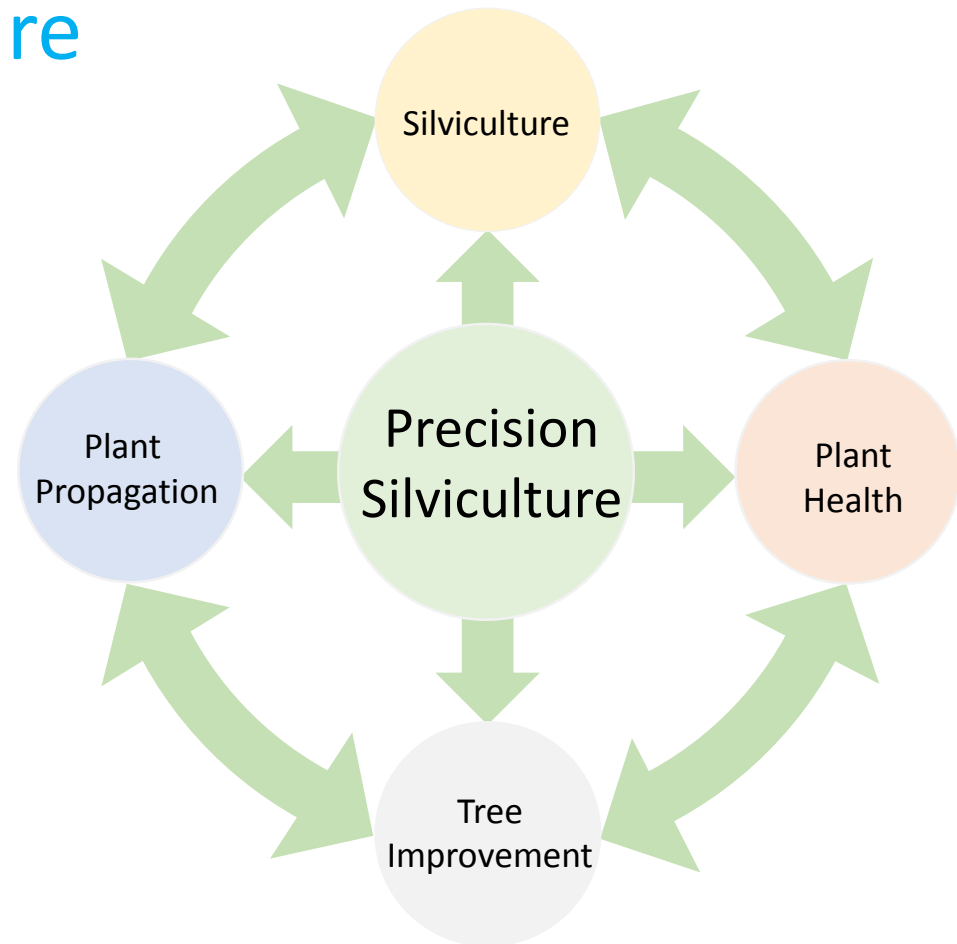 re
Silviculture
Precision
Silviculture
Plant
Propagation
Plant
Health
Tree
Improvement